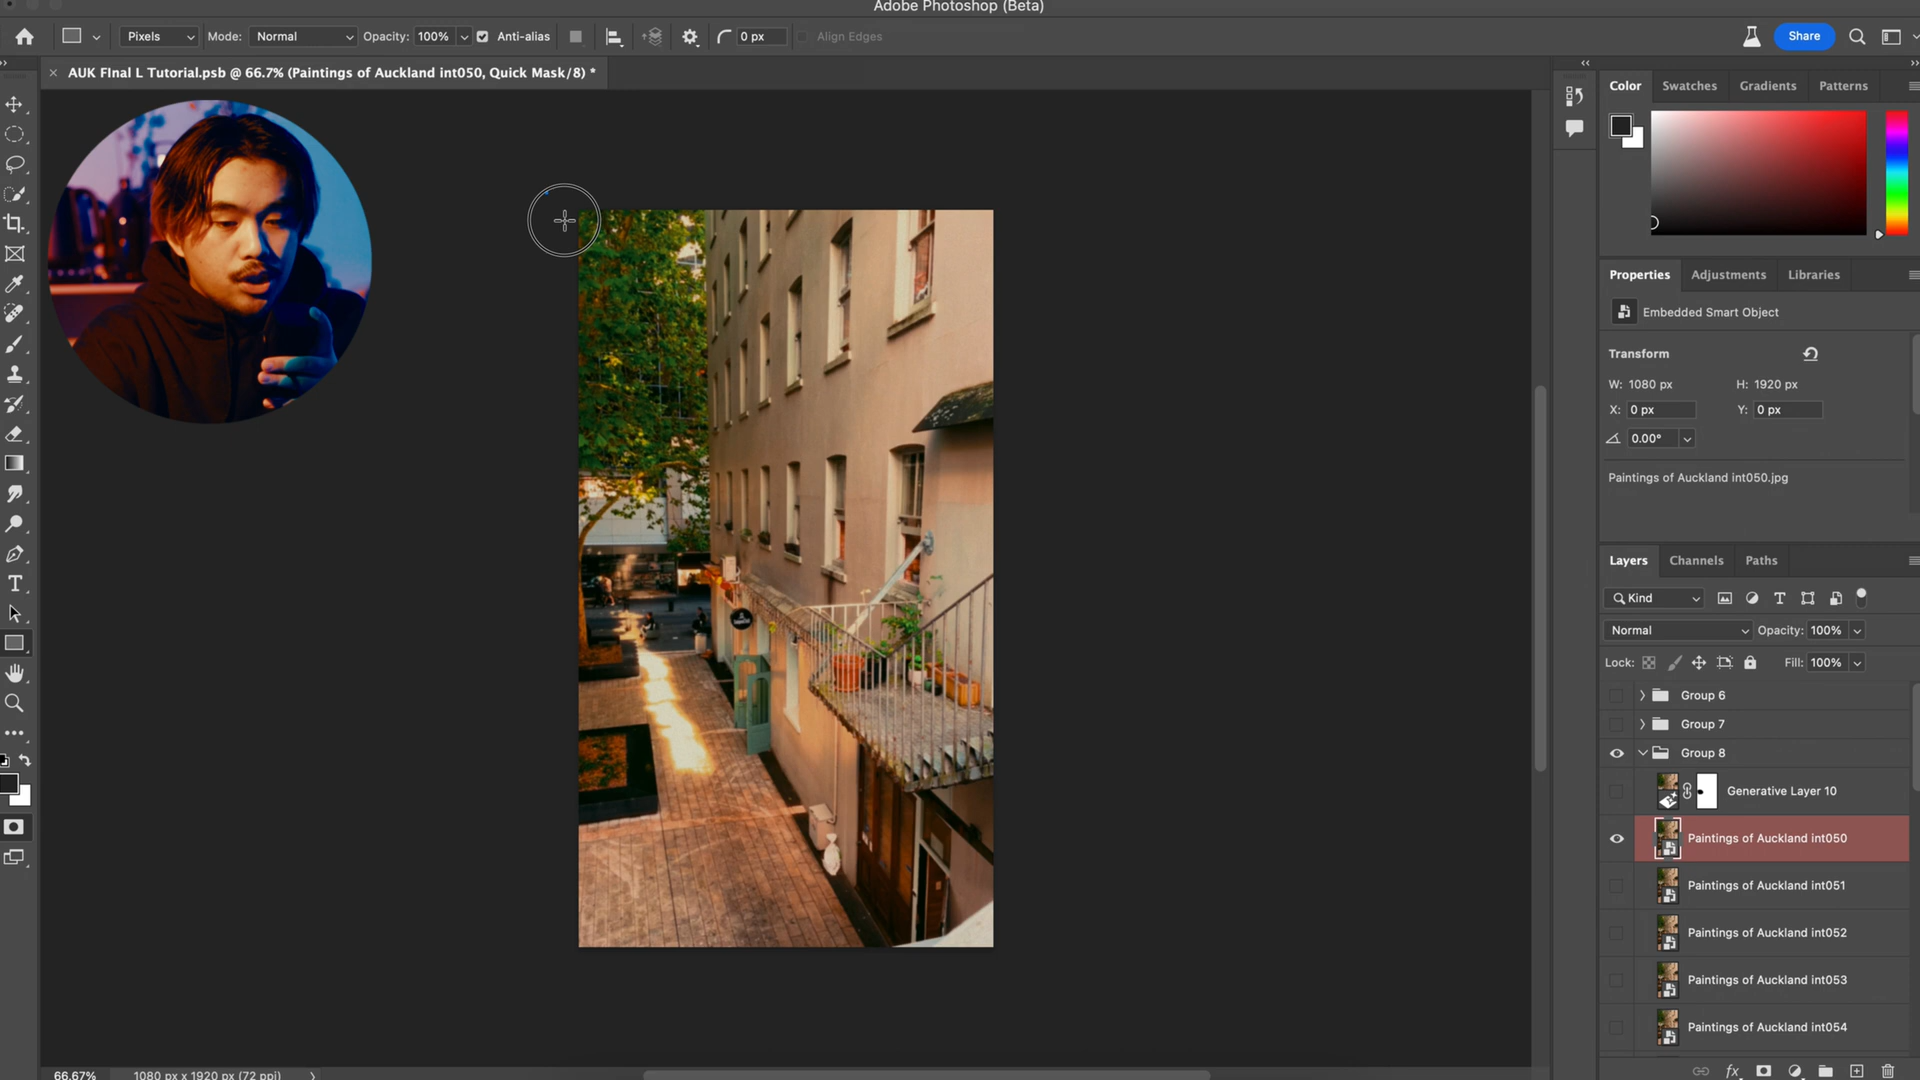 Adobe Photoshop (Beta)
Pixels Mode: Normal Opacity: 100% Anti-alias 0 px Align Edges Share
AUK FInal L Tutorial.psb @ 66.7% (Paintings of Auckland int050, Quick Mask/8) *
Color Swatches Gradients Patterns
Properties Adjustments Libraries
Embedded Smart Object
Transform
W: 1080 px H: 1920 px
X: 0 px Y: 0 px
0.00°
Paintings of Auckland int050.jpg
Layers Channels Paths
Kind
Normal Opacity: 100%
Lock: Fill: 100%
Group 6
Group 7
Group 8
Generative Layer 10
Paintings of Auckland int050
Paintings of Auckland int051
Paintings of Auckland int052
Paintings of Auckland int053
Paintings of Auckland int054
66.67% 1080 px x 1920 px (72 ppi)